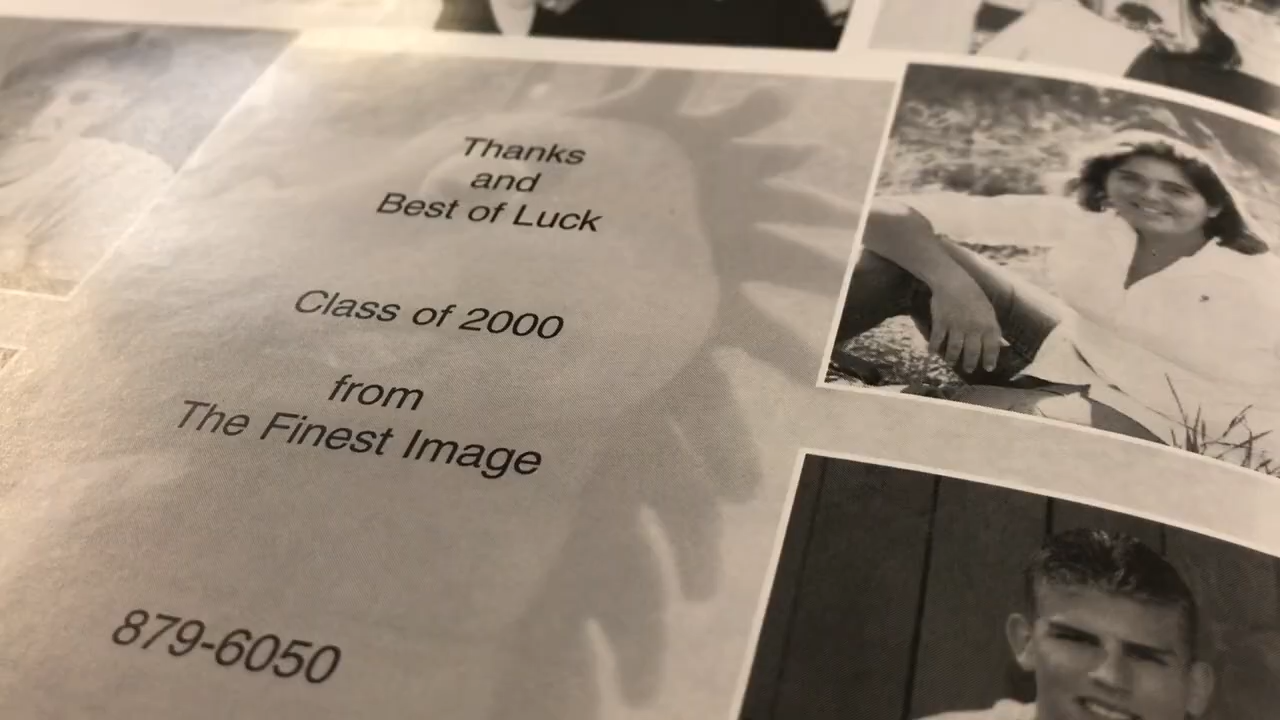 Thanks
and
Best of Luck
Class of 2000
from
The Finest Image
879-6050